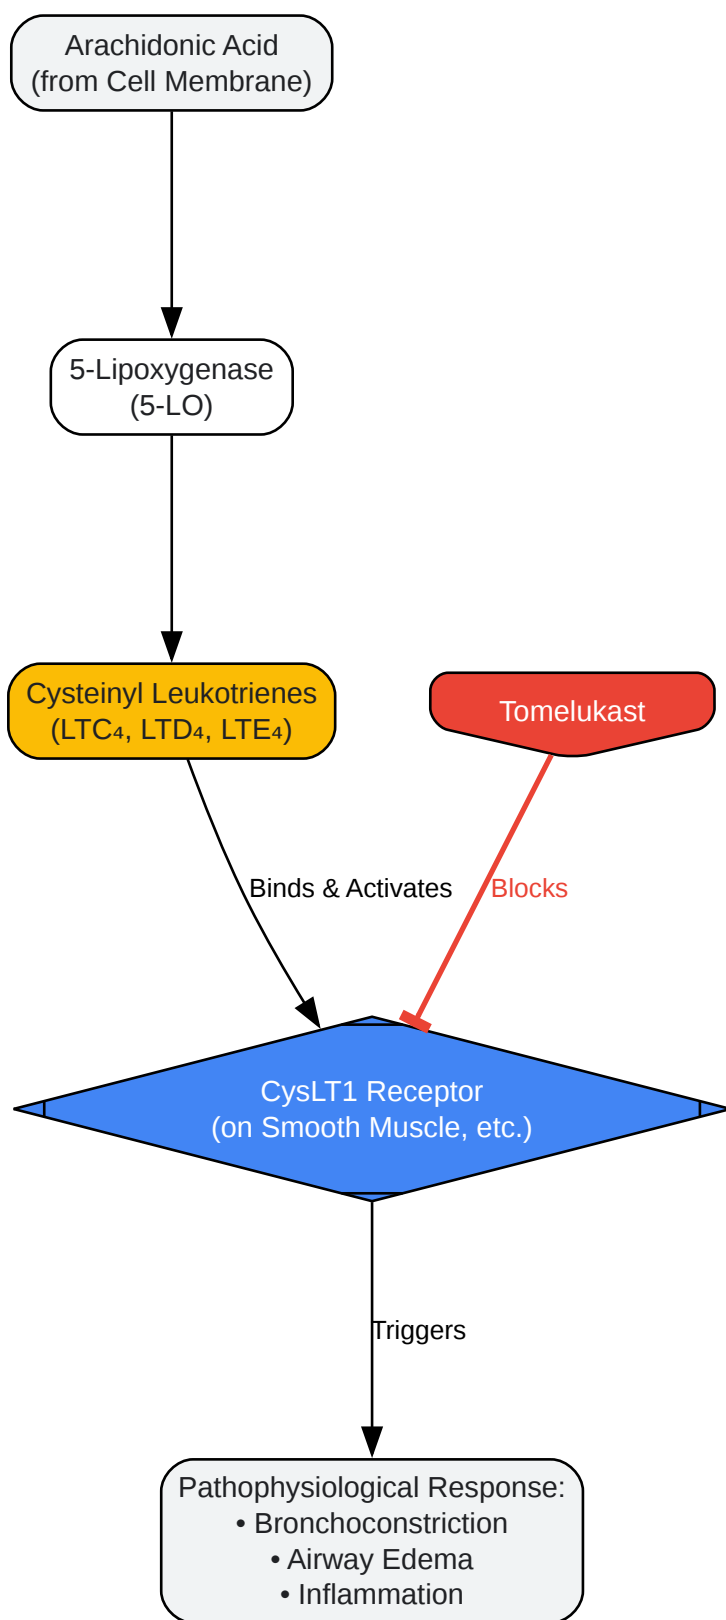 Arachidonic Acid
(from Cell Membrane)
5-Lipoxygenase
(5-LO)
Cysteinyl Leukotrienes
(LTC₄, LTD₄, LTE₄)
Tomelukast
Binds & Activates
Blocks
CysLT1 Receptor
(on Smooth Muscle, etc.)
Triggers
Pathophysiological Response:
• Bronchoconstriction
• Airway Edema
• Inflammation